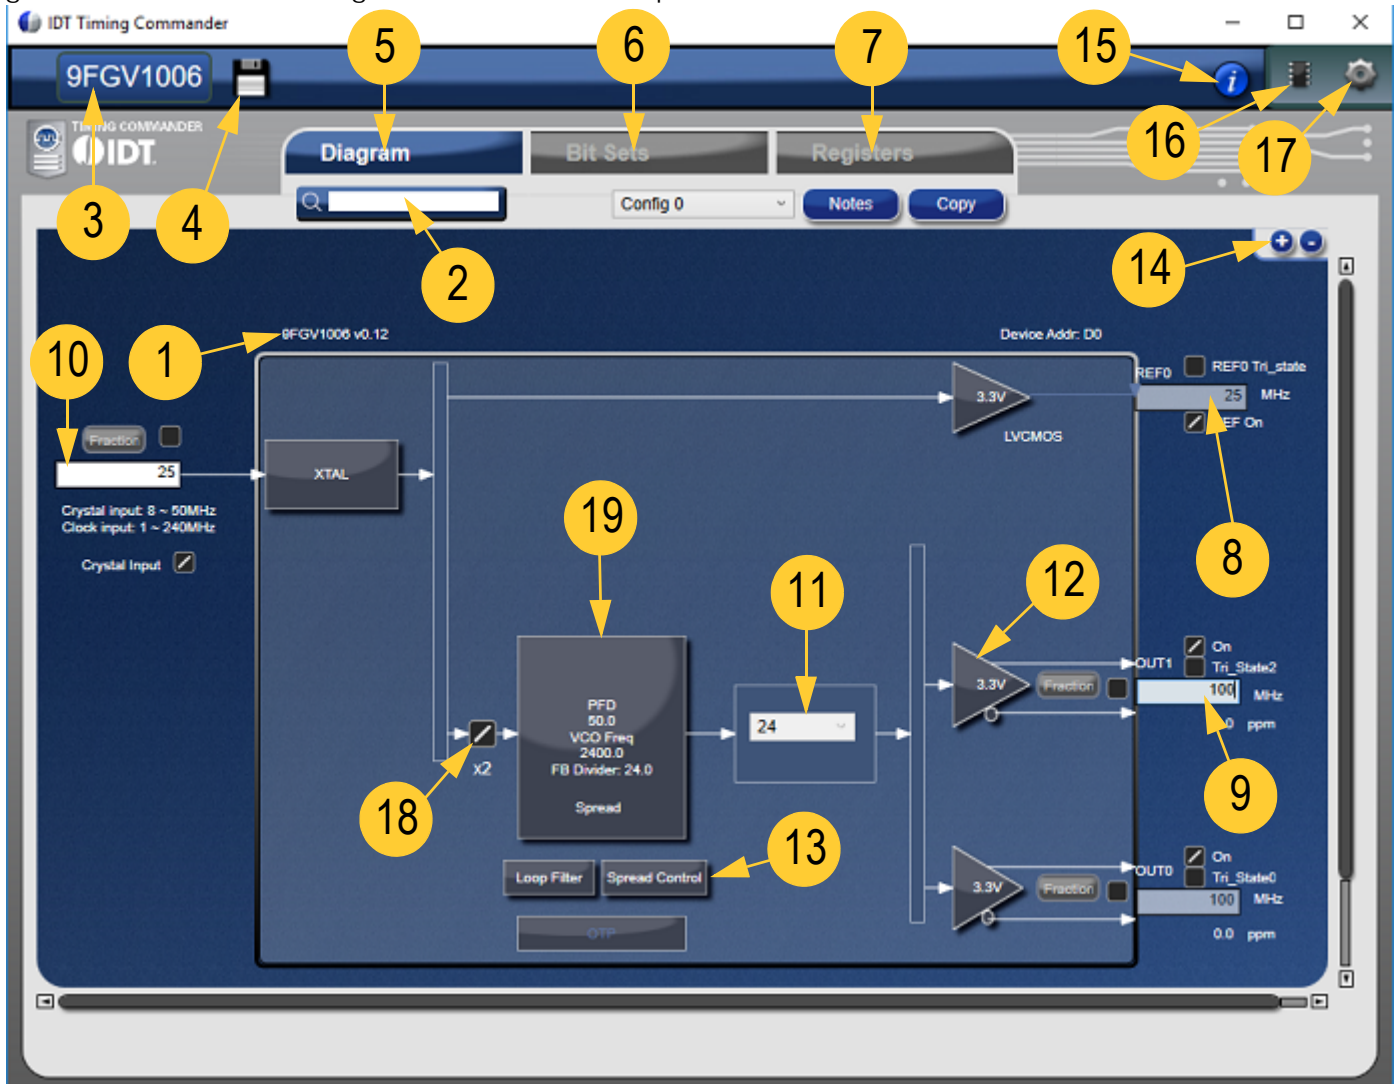 IDT Timing Commander
5
6
7
15
9FGV1006
i
TIMING COMMANDER
IDT
16
17
Diagram
Bit Sets
Registers
3
4
Config 0
Notes
Copy
2
14
10
1
9FGV1006 v0.12
Device Addr: D0
REF0
REF0 Tri_state
3.3V
25 MHz
LVCMOS
REF On
Fraction
25
XTAL
Crystal input: 8 ~ 50MHz
Clock input: 1 ~ 240MHz
Crystal Input
19
11
12
8
On
OUT1
Tri_State2
3.3V
Fraction
100 MHz
ppm
PFD
50.0
VCO Freq
2400.0
FB Divider: 24.0
Spread
24
x2
18
13
9
Loop Filter
Spread Control
OTP
On
OUT0
Tri_State0
3.3V
Fraction
100 MHz
0.0 ppm